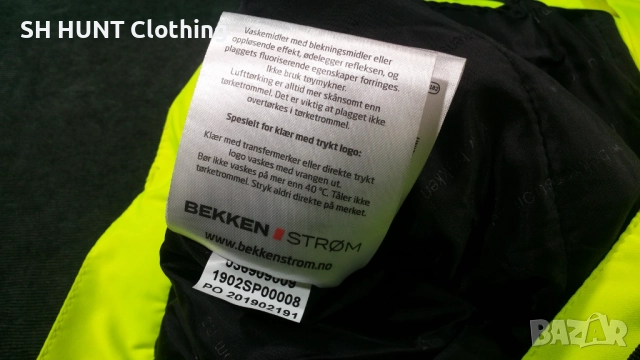 SH HUNT Clothing
Vaskemidler med blekningsmidler eller
oppløsende effekt, ødelegger refleksen, og
plaggets fluoriserende egenskaper forringes.
Ikke bruk tøymykner.
Lufttørking er alltid mer skånsomt enn
tørketrommel. Det er viktig at plagget ikke
overtørkes i tørketrommel.
Spesielt for klær med trykt logo:
Klær med transfermerker eller direkte trykt
logo vaskes med vrangen ut.
Bør ikke vaskes på mer enn 40 °C. Tåler ikke
tørketrommel. Stryk aldri direkte på merket.
BEKKEN STRØM
www.bekkenstrom.no
1902SP00008
PO 201902191
bazar.bg